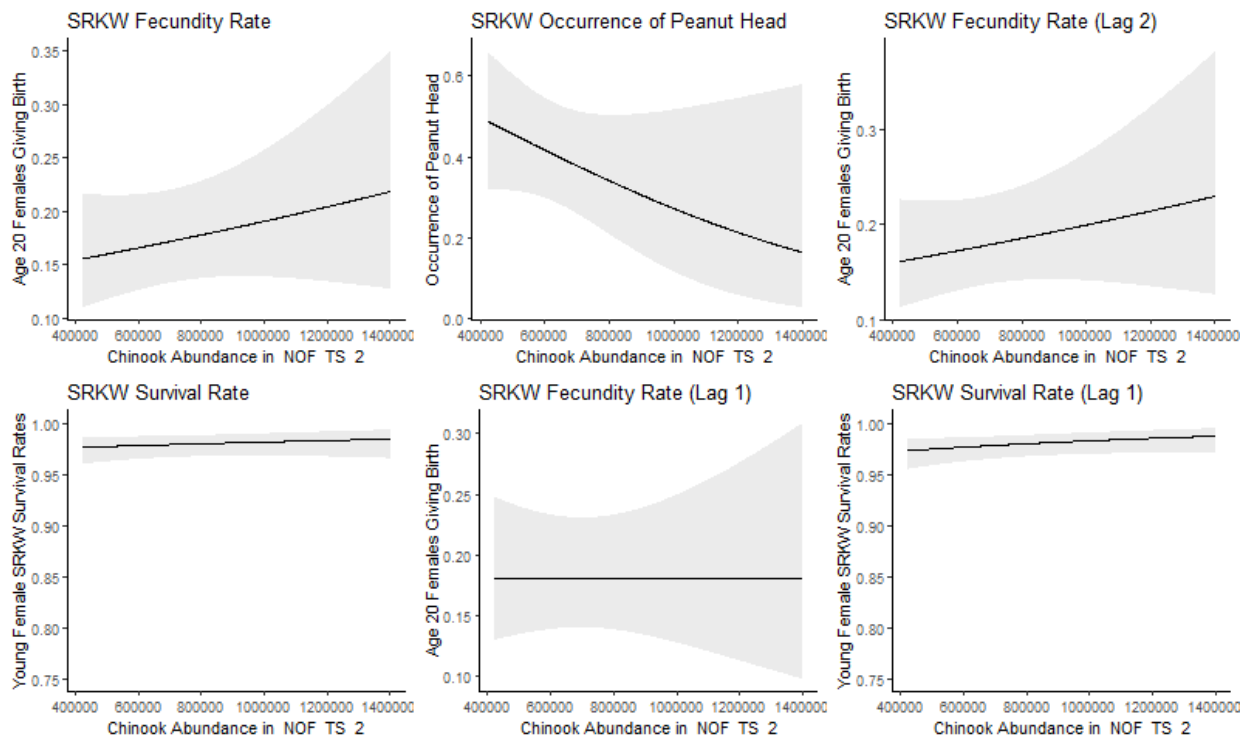 SRKW Fecundity Rate
Age 20 Females Giving Birth
0.35
0.30
0.25
0.20
0.15
0.10
400000 600000 800000 1000000 1200000 1400000
Chinook Abundance in NOF TS 2
SRKW Occurrence of Peanut Head
Occurrence of Peanut Head
0.6
0.4
0.2
0.0
400000 600000 800000 1000000 1200000 1400000
Chinook Abundance in NOF TS 2
SRKW Fecundity Rate (Lag 2)
Age 20 Females Giving Birth
0.3
0.2
0.1
400000 600000 800000 1000000 1200000 1400000
Chinook Abundance in NOF TS 2
SRKW Survival Rate
Young Female SRKW Survival Rates
1.00
0.95
0.90
0.85
0.80
0.75
400000 600000 800000 1000000 1200000 1400000
Chinook Abundance in NOF TS 2
SRKW Fecundity Rate (Lag 1)
Age 20 Females Giving Birth
0.30
0.25
0.20
0.15
0.10
400000 600000 800000 1000000 1200000 1400000
Chinook Abundance in NOF TS 2
SRKW Survival Rate (Lag 1)
Young Female SRKW Survival Rates
1.00
0.95
0.90
0.85
0.80
0.75
400000 600000 800000 1000000 1200000 1400000
Chinook Abundance in NOF TS 2